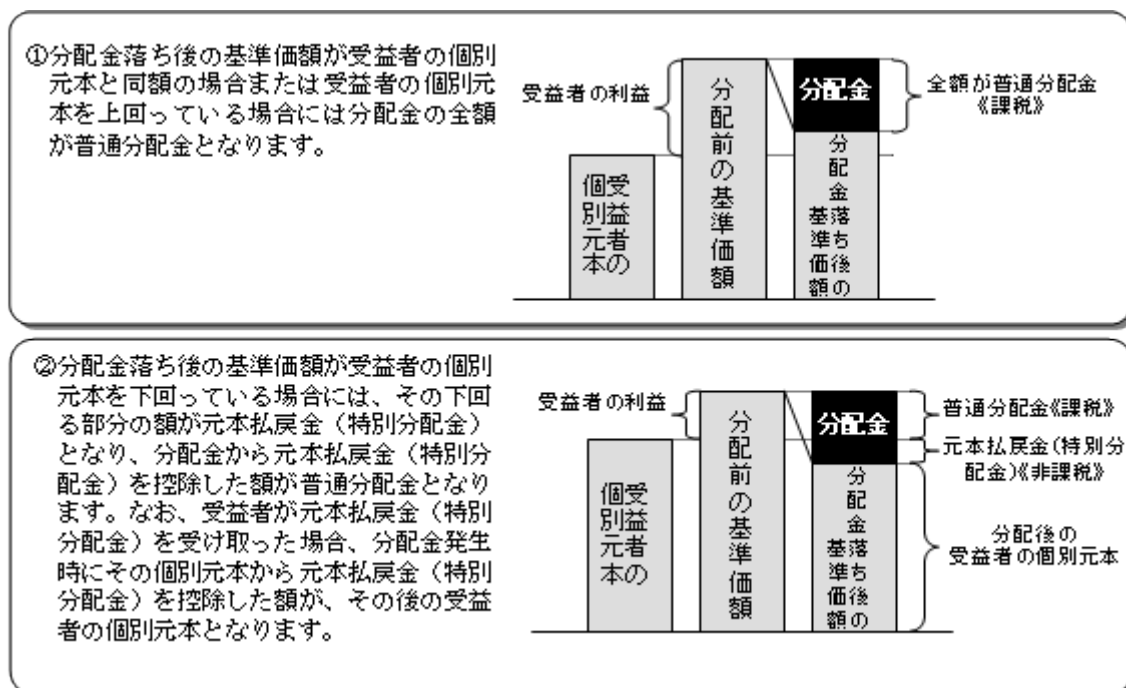 ①分配金落ち後の基準価額が受益者の個別
元本と同額の場合または受益者の個別元
本を上回っている場合には分配金の全額
が普通分配金となります。
受益者の利益
受益者の
個別元本
分配前の基準価額
分配金
分配金落ち後の
基準価額
全額が普通分配金
《課税》
②分配金落ち後の基準価額が受益者の個別
元本を下回っている場合には、その下回
る部分の額が元本払戻金（特別分配金）
となり、分配金から元本払戻金（特別分
配金）を控除した額が普通分配金となり
ます。なお、受益者が元本払戻金（特別
分配金）を受け取った場合、分配金発生
時にその個別元本から元本払戻金（特別
分配金）を控除した額が、その後の受益
者の個別元本となります。
受益者の利益
受益者の
個別元本
分配前の基準価額
分配金
分配金落ち後の
基準価額
普通分配金《課税》
元本払戻金（特別分
配金）《非課税》
分配後の
受益者の個別元本